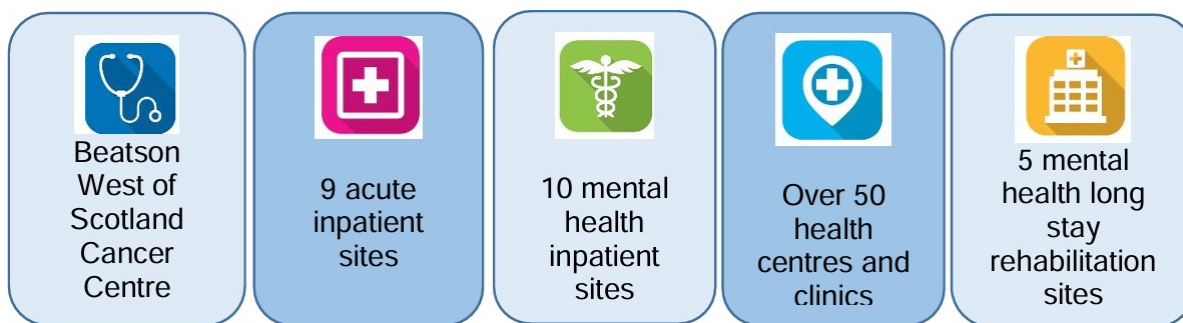 Beatson
West of
Scotland
Cancer
Centre
9 acute
inpatient
sites
10 mental
health
inpatient
sites
Over 50
health
centres and
clinics
5 mental
health long
stay
rehabilitation
sites